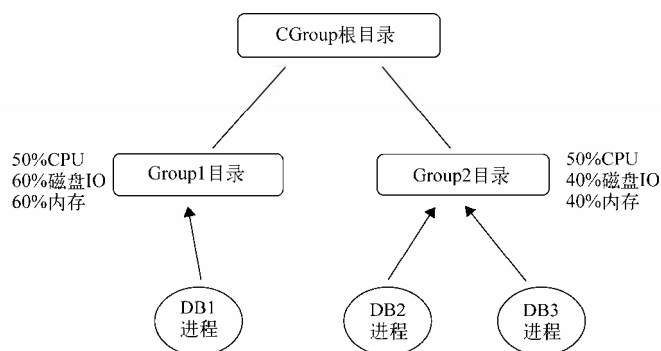 CGroup根目录
50%CPU
60%磁盘IO
60%内存
Group1目录
Group2目录
50%CPU
40%磁盘IO
40%内存
DB1
进程
DB2
进程
DB3
进程